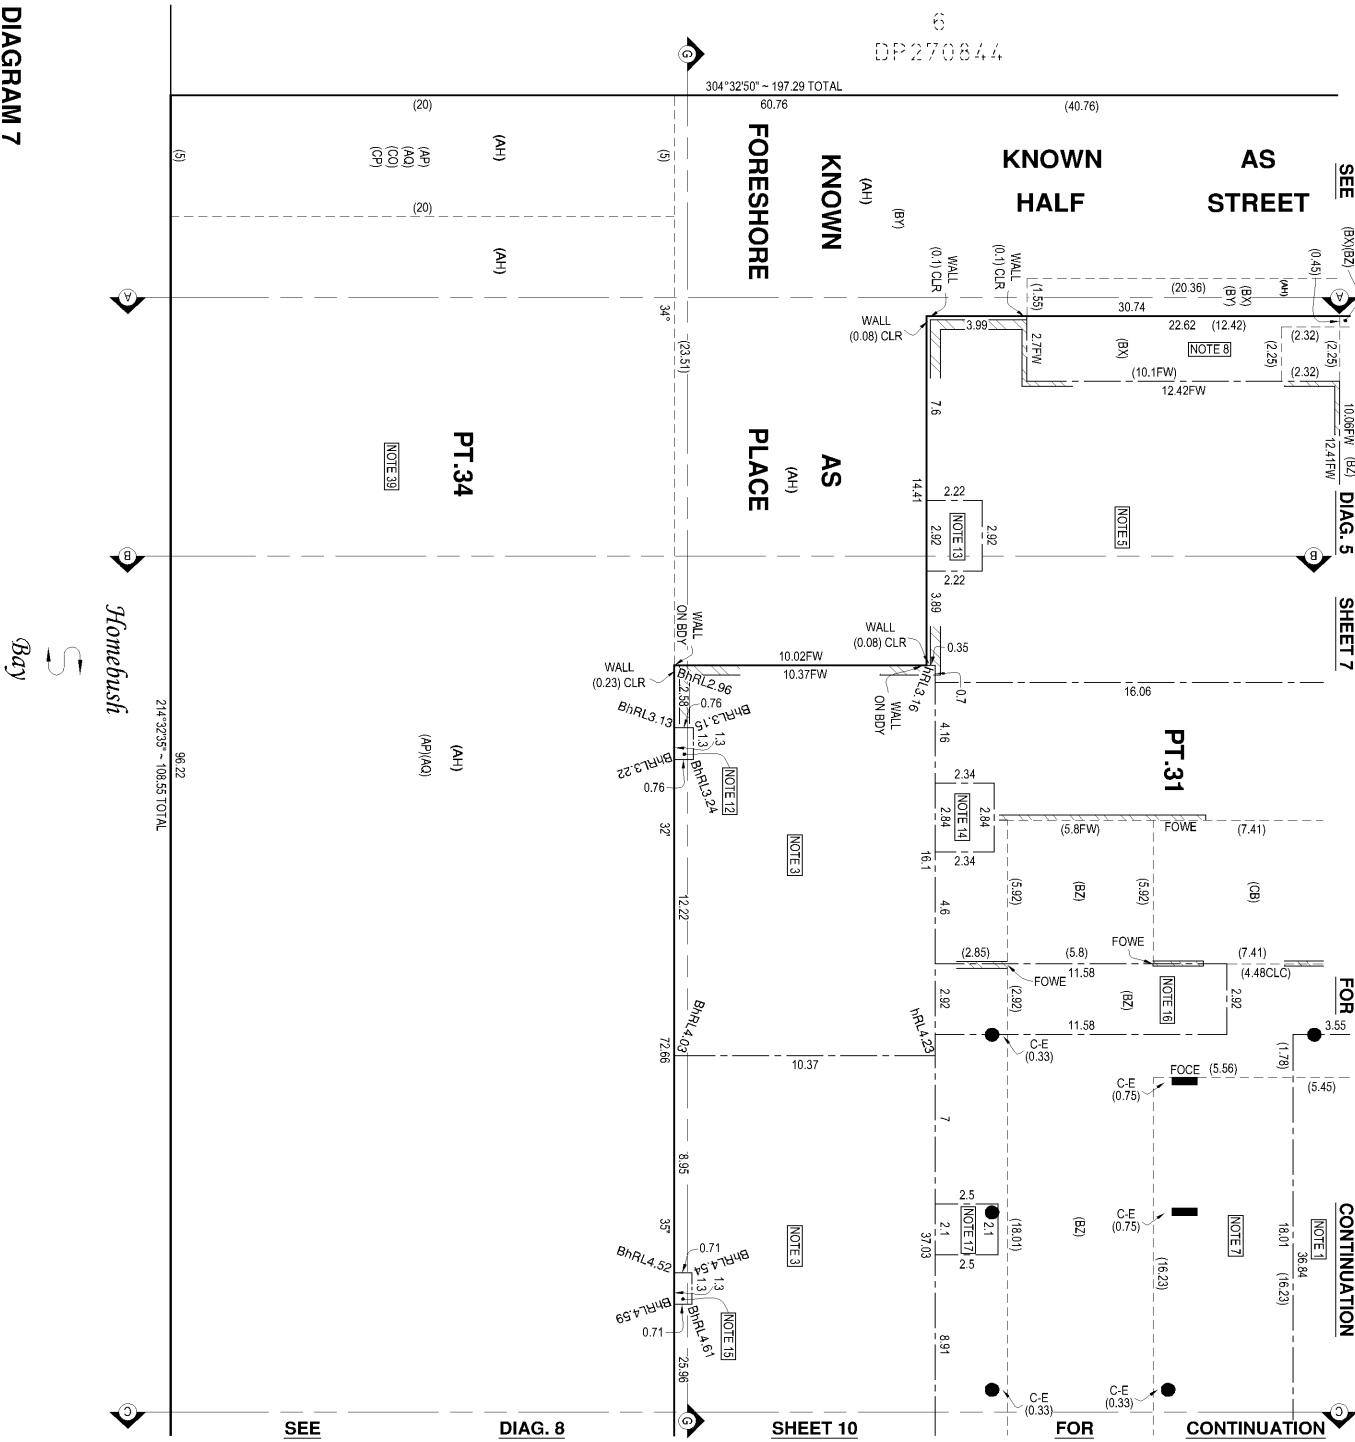 DIAGRAM 7
6
DP270844
304°32'50" ~ 197.29 TOTAL
(20)
60.76
(40.76)
(5)
(CP)
(CO)
(AQ)
(AP)
(AH)
(5)
FORESHORE
KNOWN
(AH)
(BY)
KNOWN
AS
HALF
STREET
SEE
(20)
(AH)
(BX)(BZ)
(0.45)
WALL
(0.1) CLR
WALL
(0.1) CLR
(1.55)
(20.36)
(BY)
(BX)
(AH)
A
A
G
30.74
34°
WALL
(0.08) CLR
3.99
2.7FW
22.62
(12.42)
(BX)
NOTE 8
(2.32)
(2.25)
(2.25)
(2.32)
(10.1FW)
12.42FW
(23.51)
7.6
10.06FW
(BZ)
12.41FW
PLACE
AS
(AH)
PT.34
NOTE 39
14.41
2.22
2.92
NOTE 13
2.92
2.22
NOTE 5
DIAG. 5
B
B
3.89
SHEET 7
Homebush
Bay
WALL
ON BDY
WALL
(0.08) CLR
0.35
10.02FW
10.37FW
WALL
(0.23) CLR
BhRL2.96
2.58
0.76
BhRL3.13
BhRL3.15
1.3
1.3
BhRL3.22
BhRL3.24
0.76
NOTE 12
hRL3.16
WALL
ON BDY
0.7
16.06
4.16
PT.31
214°32'35" ~ 108.55 TOTAL
96.22
(AP)(AQ)
(AH)
32'
NOTE 3
2.34
2.84
NOTE 14
2.84
2.34
16.1
(5.8FW)
FOWE
(7.41)
12.22
4.6
(5.92)
(BZ)
(5.92)
(CB)
(2.85)
(5.8)
FOWE
(7.41)
11.58
(4.48CLC)
FOWE
2.92
(2.92)
(BZ)
NOTE 16
2.92
FOR
11.58
3.55
BhRL4.03
hRL4.23
72.66
10.37
C-E
(0.33)
(1.78)
FOCE
(5.56)
(5.45)
C-E
(0.75)
7
8.95
35"
NOTE 3
2.5
2.1
NOTE 17
2.1
2.5
37.03
(18.01)
(BZ)
C-E
(0.75)
(16.23)
NOTE 7
18.01
(16.23)
36.84
NOTE 1
CONTINUATION
0.71
BhRL4.52
BhRL4.54
1.3
1.3
BhRL4.59
BhRL4.61
0.71
NOTE 15
25.96
8.91
C-E
(0.33)
C-E
(0.33)
C
G
C
SEE
DIAG. 8
SHEET 10
FOR
CONTINUATION